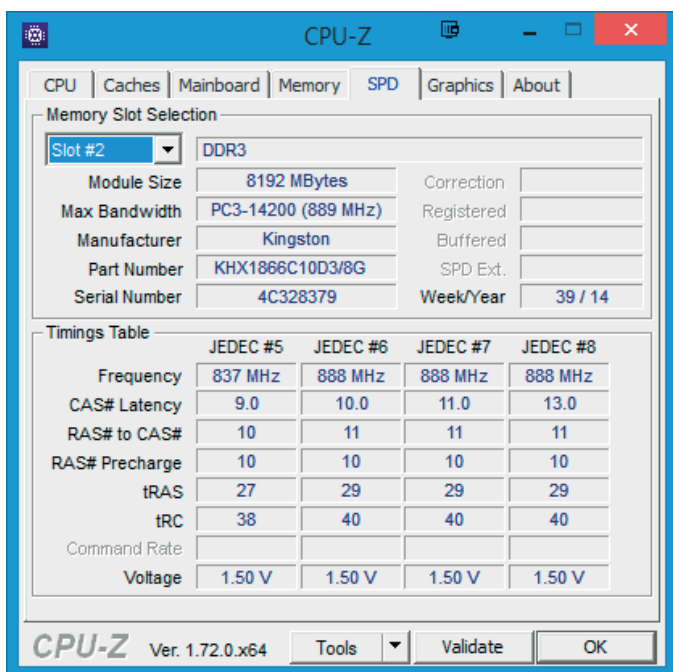 CPU-Z
CPU Caches Mainboard Memory SPD Graphics About
Memory Slot Selection
Slot #2 DDR3
Module Size 8192 MBytes Correction
Max Bandwidth PC3-14200 (889 MHz) Registered
Manufacturer Kingston Buffered
Part Number KHX1866C10D3/8G SPD Ext.
Serial Number 4C328379 Week/Year 39 / 14
Timings Table
JEDEC #5 JEDEC #6 JEDEC #7 JEDEC #8
Frequency 837 MHz 888 MHz 888 MHz 888 MHz
CAS# Latency 9.0 10.0 11.0 13.0
RAS# to CAS# 10 11 11 11
RAS# Precharge 10 10 10 10
tRAS 27 29 29 29
tRC 38 40 40 40
Command Rate
Voltage 1.50 V 1.50 V 1.50 V 1.50 V
CPU-Z Ver. 1.72.0.x64 Tools Validate OK